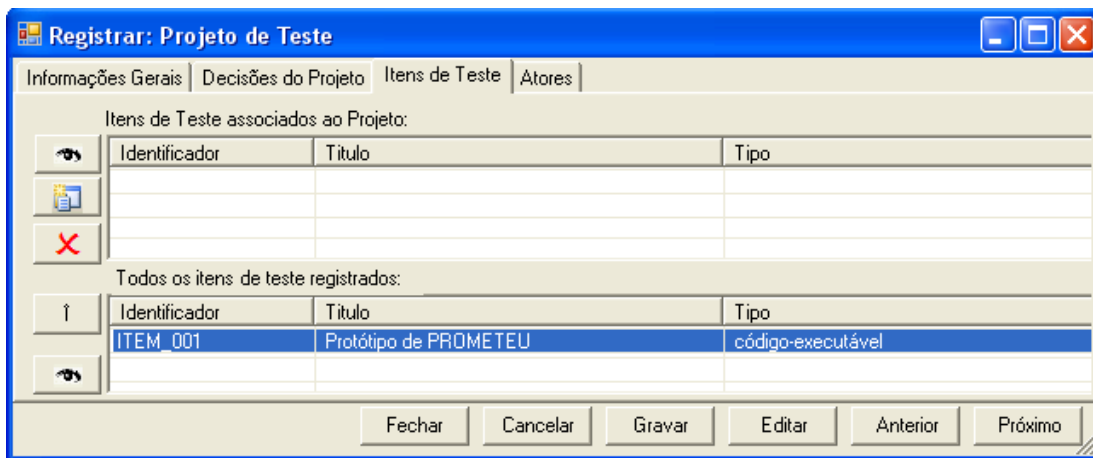 Registrar: Projeto de Teste
Informações Gerais Decisões do Projeto Itens de Teste Atores
Itens de Teste associados ao Projeto:
Identificador Titulo Tipo
Todos os itens de teste registrados:
Identificador Titulo Tipo
ITEM_001 Protótipo de PROMETEU código-executável
Fechar Cancelar Gravar Editar Anterior Próximo